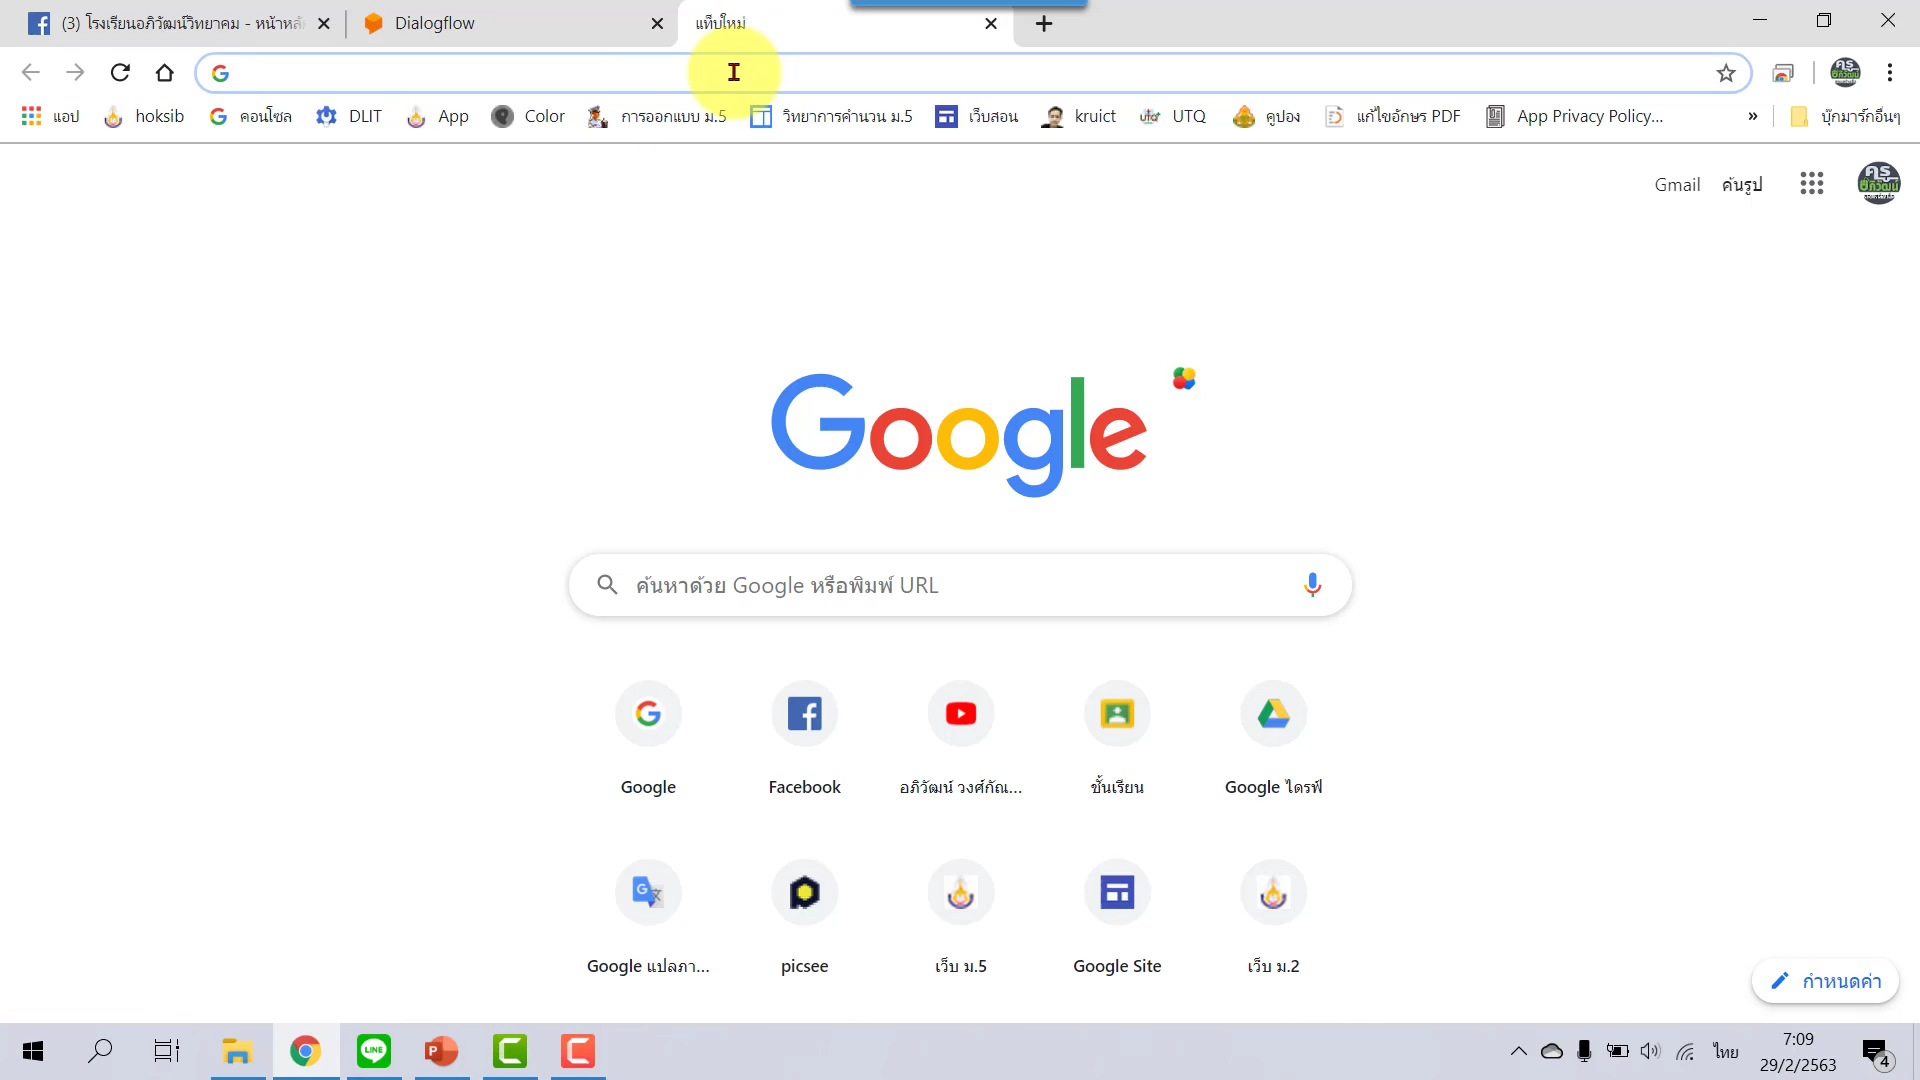 (3) โรงเรียนอภิวัฒน์วิทยาคม - หน้าหลัก
Dialogflow
แท็บใหม่
แอป
hoksib
คอนโซล
DLIT
App
Color
การออกแบบ ม.5
วิทยาการคำนวน ม.5
เว็บสอน
kruict
UTQ
คูปอง
แก้ไขอักษร PDF
App Privacy Policy...
»
บุ๊กมาร์กอื่นๆ
Gmail
ค้นรูป
Google
ค้นหาด้วย Google หรือพิมพ์ URL
Google
Facebook
อภิวัฒน์ วงศ์กัณ...
ชั้นเรียน
Google ไดรฟ์
Google แปลภา...
picsee
เว็บ ม.5
Google Site
เว็บ ม.2
กำหนดค่า
LINE
ไทย
7:09
29/2/2563
4